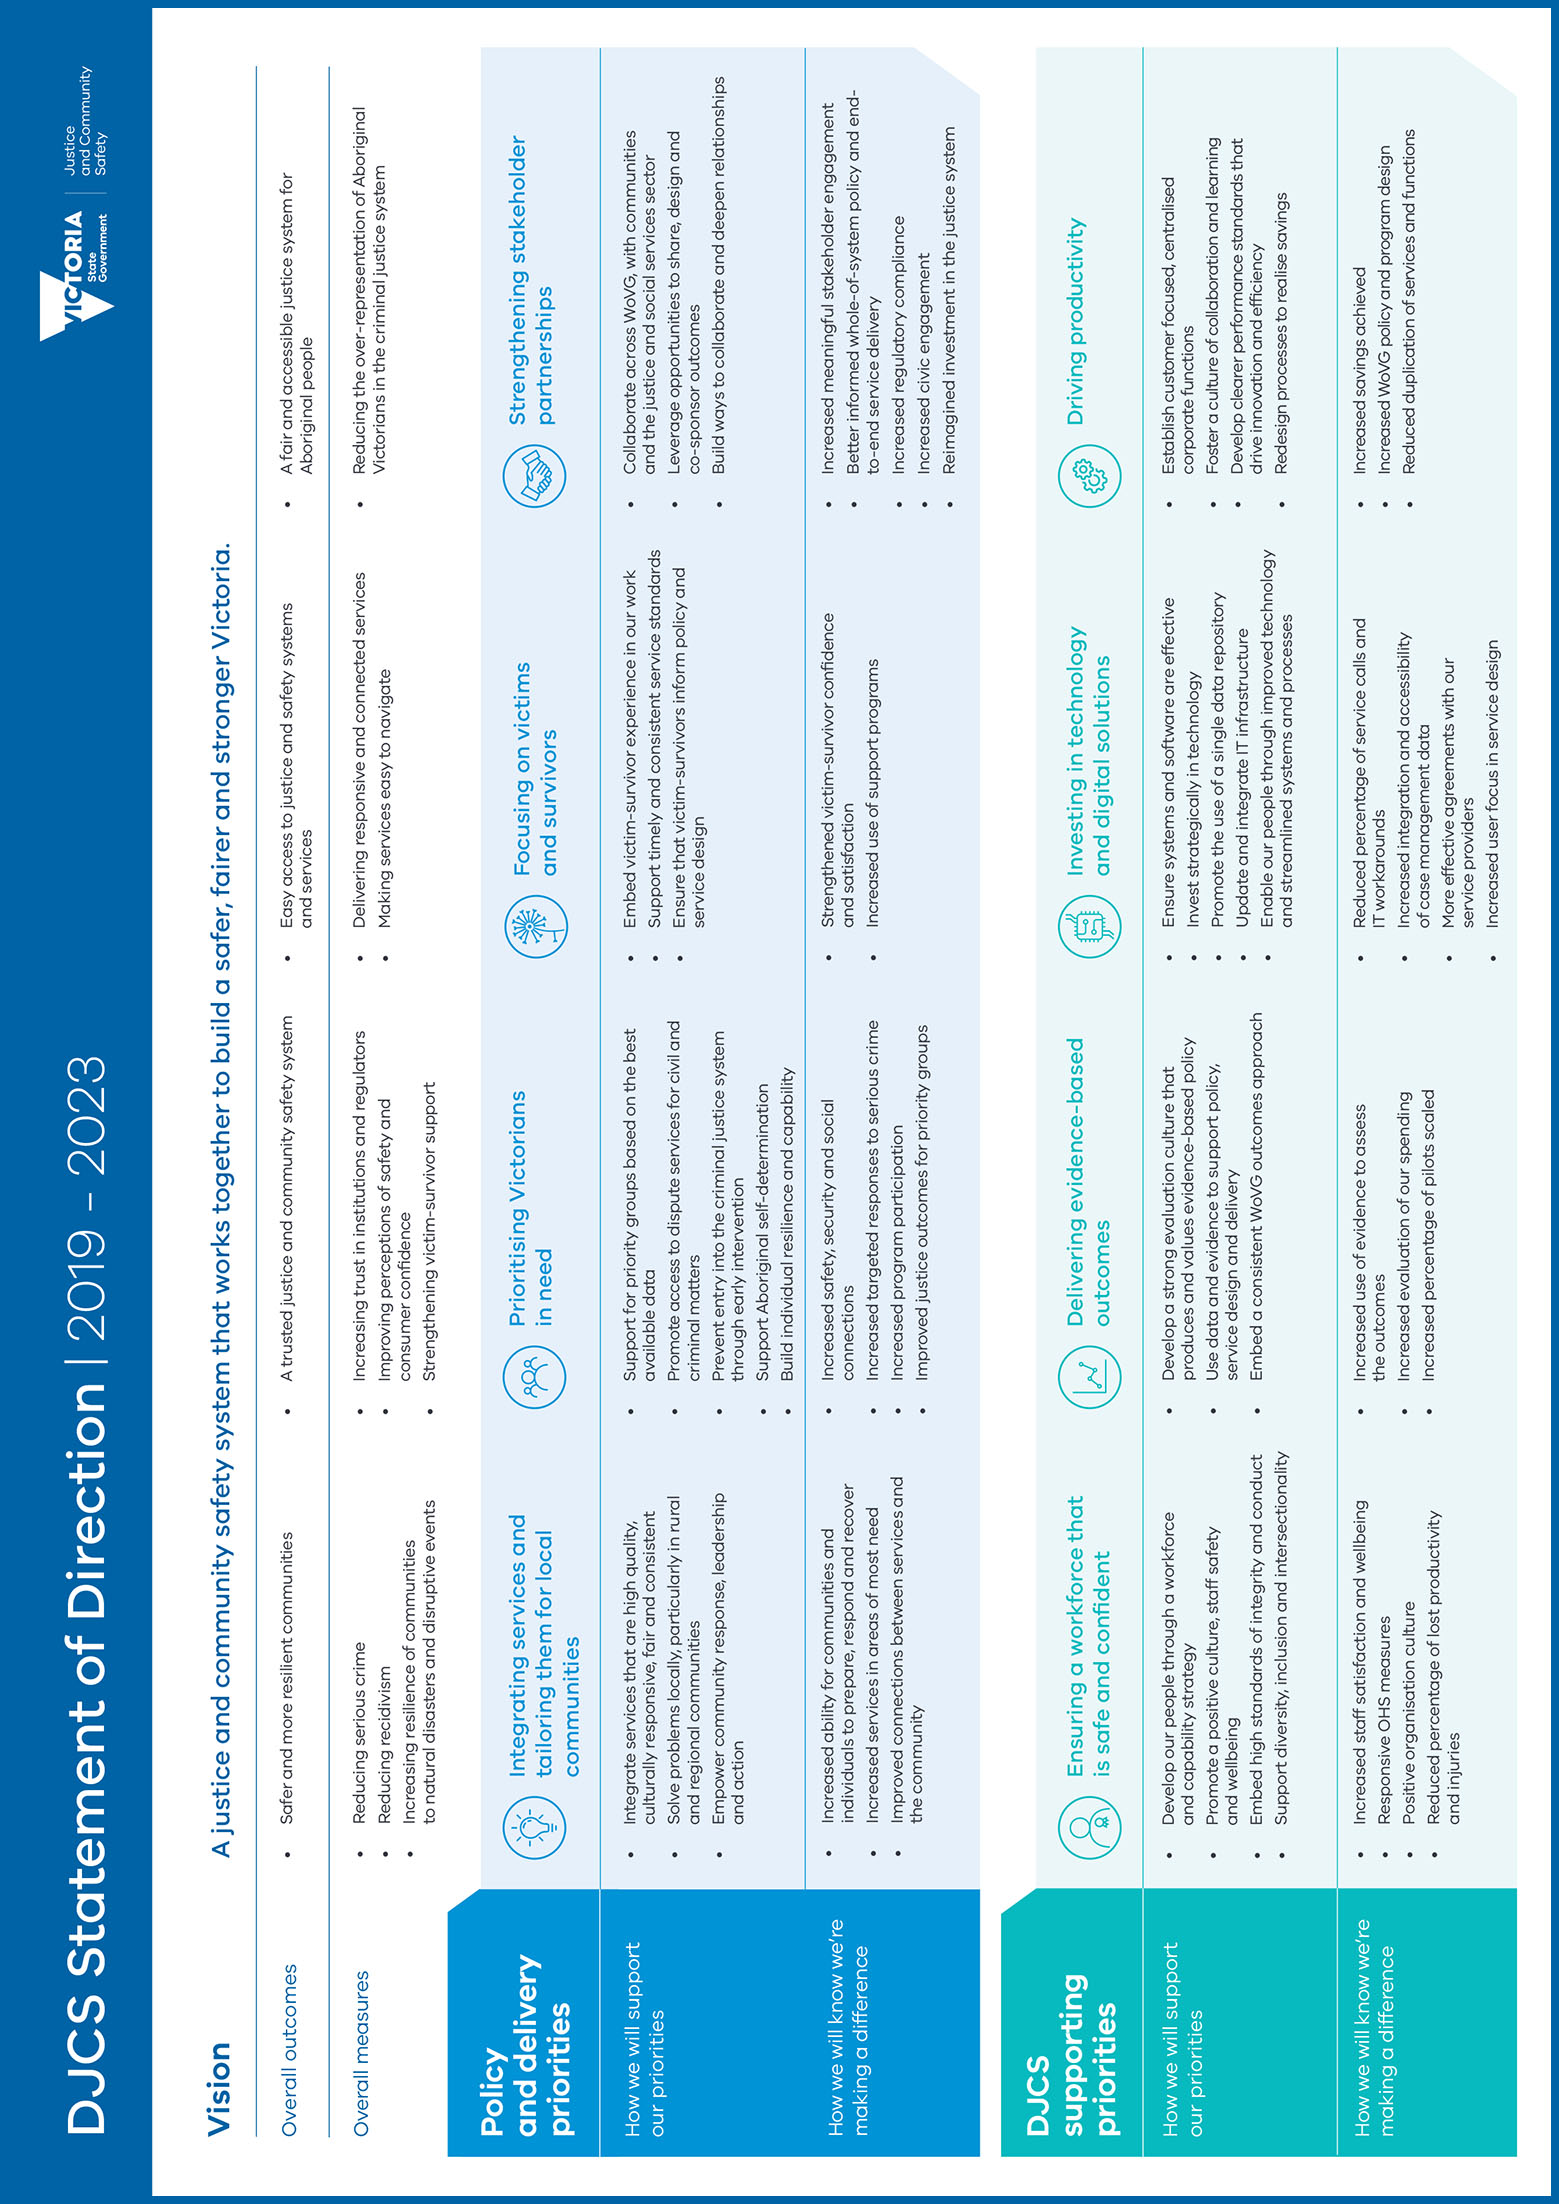 DJCS Statement of Direction | 2019 – 2023
VICTORIA
State
Government
Justice
and Community
Safety
Vision
A justice and community safety system that works together to build a safer, fairer and stronger Victoria.
Overall outcomes
• Safer and more resilient communities
• A trusted justice and community safety system
• Easy access to justice and safety systems
and services
• A fair and accessible justice system for
Aboriginal people
Overall measures
• Reducing serious crime
• Reducing recidivism
• Increasing resilience of communities
to natural disasters and disruptive events
• Increasing trust in institutions and regulators
• Improving perceptions of safety and
consumer confidence
• Strengthening victim-survivor support
• Delivering responsive and connected services
• Making services easy to navigate
• Reducing the over-representation of Aboriginal
Victorians in the criminal justice system
Policy
and delivery
priorities
Integrating services and
tailoring them for local
communities
Prioritising Victorians
in need
Focusing on victims
and survivors
Strengthening stakeholder
partnerships
How we will support
our priorities
• Integrate services that are high quality,
culturally responsive, fair and consistent
• Solve problems locally, particularly in rural
and regional communities
• Empower community response, leadership
and action
• Support for priority groups based on the best
available data
• Promote access to dispute services for civil and
criminal matters
• Prevent entry into the criminal justice system
through early intervention
• Support Aboriginal self-determination
• Build individual resilience and capability
• Embed victim-survivor experience in our work
• Support timely and consistent service standards
• Ensure that victim-survivors inform policy and
service design
• Collaborate across WoVG, with communities
and the justice and social services sector
• Leverage opportunities to share, design and
co-sponsor outcomes
• Build ways to collaborate and deepen relationships
How we will know we're
making a difference
• Increased ability for communities and
individuals to prepare, respond and recover
• Increased services in areas of most need
• Improved connections between services and
the community
• Increased safety, security and social
connections
• Increased targeted responses to serious crime
• Increased program participation
• Improved justice outcomes for priority groups
• Strengthened victim-survivor confidence
and satisfaction
• Increased use of support programs
• Increased meaningful stakeholder engagement
• Better informed whole-of-system policy and end-
to-end service delivery
• Increased regulatory compliance
• Increased civic engagement
• Reimagined investment in the justice system
DJCS
supporting
priorities
Ensuring a workforce that
is safe and confident
Delivering evidence-based
outcomes
Investing in technology
and digital solutions
Driving productivity
How we will support
our priorities
• Develop our people through a workforce
and capability strategy
• Promote a positive culture, staff safety
and wellbeing
• Embed high standards of integrity and conduct
• Support diversity, inclusion and intersectionality
• Develop a strong evaluation culture that
produces and values evidence-based policy
• Use data and evidence to support policy,
service design and delivery
• Embed a consistent WoVG outcomes approach
• Ensure systems and software are effective
• Invest strategically in technology
• Promote the use of a single data repository
• Update and integrate IT infrastructure
• Enable our people through improved technology
and streamlined systems and processes
• Establish customer focused, centralised
corporate functions
• Foster a culture of collaboration and learning
• Develop clearer performance standards that
drive innovation and efficiency
• Redesign processes to realise savings
How we will know we're
making a difference
• Increased staff satisfaction and wellbeing
• Responsive OHS measures
• Positive organisation culture
• Reduced percentage of lost productivity
and injuries
• Increased use of evidence to assess
the outcomes
• Increased evaluation of our spending
• Increased percentage of pilots scaled
• Reduced percentage of service calls and
IT workarounds
• Increased integration and accessibility
of case management data
• More effective agreements with our
service providers
• Increased user focus in service design
• Increased savings achieved
• Increased WoVG policy and program design
• Reduced duplication of services and functions